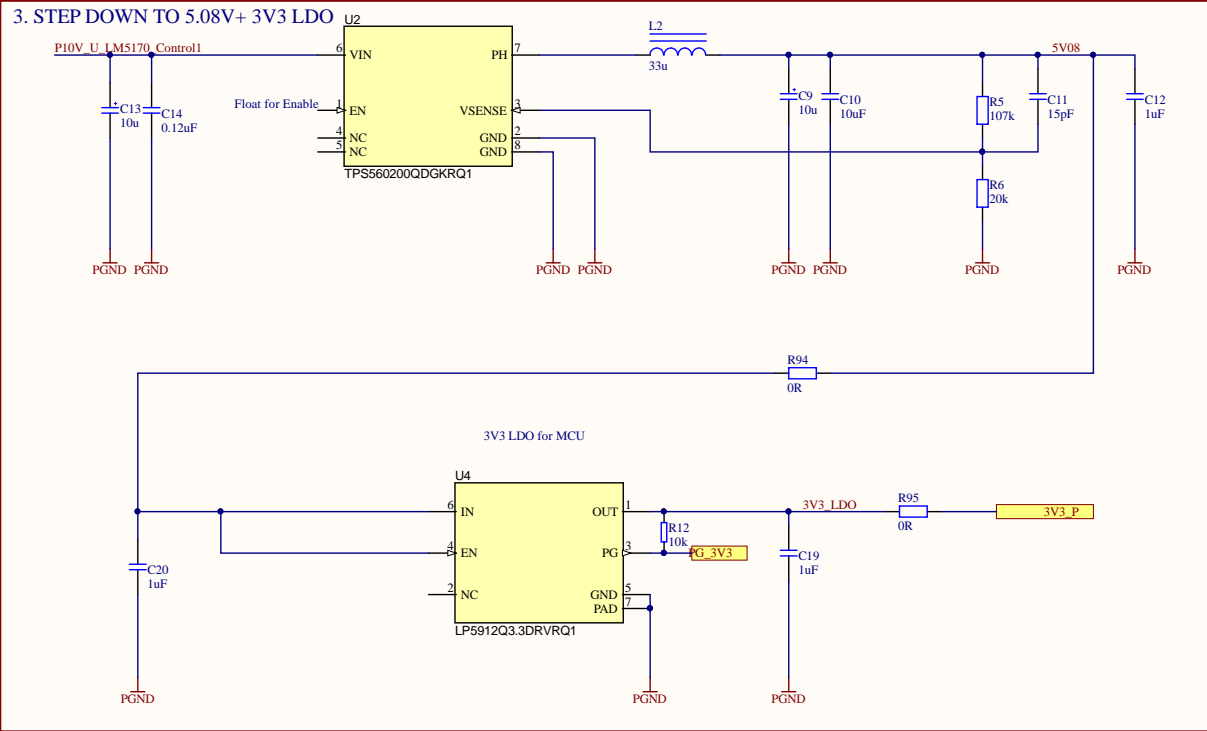 3. STEP DOWN TO 5.08V+ 3V3 LDO
U2
L2
P10V_U_LM5170_Control1
6
VIN
PH
7
33u
5V08
Float for Enable
1
EN
VSENSE
3
+
C13
10u
C14
0.12uF
+
C9
10u
C10
10uF
R5
107k
C11
15pF
C12
1uF
4
NC
GND
2
5
NC
GND
8
TPS560200QDGKRQ1
R6
20k
PGND
PGND
PGND
PGND
PGND
PGND
PGND
PGND
R94
0R
3V3 LDO for MCU
U4
6
IN
OUT
1
3V3_LDO
R95
0R
3V3_P
R12
10k
4
EN
PG
3
PG_3V3
C20
1uF
C19
1uF
2
NC
GND
5
PAD
7
LP5912Q3.3DRVRQ1
PGND
PGND
PGND